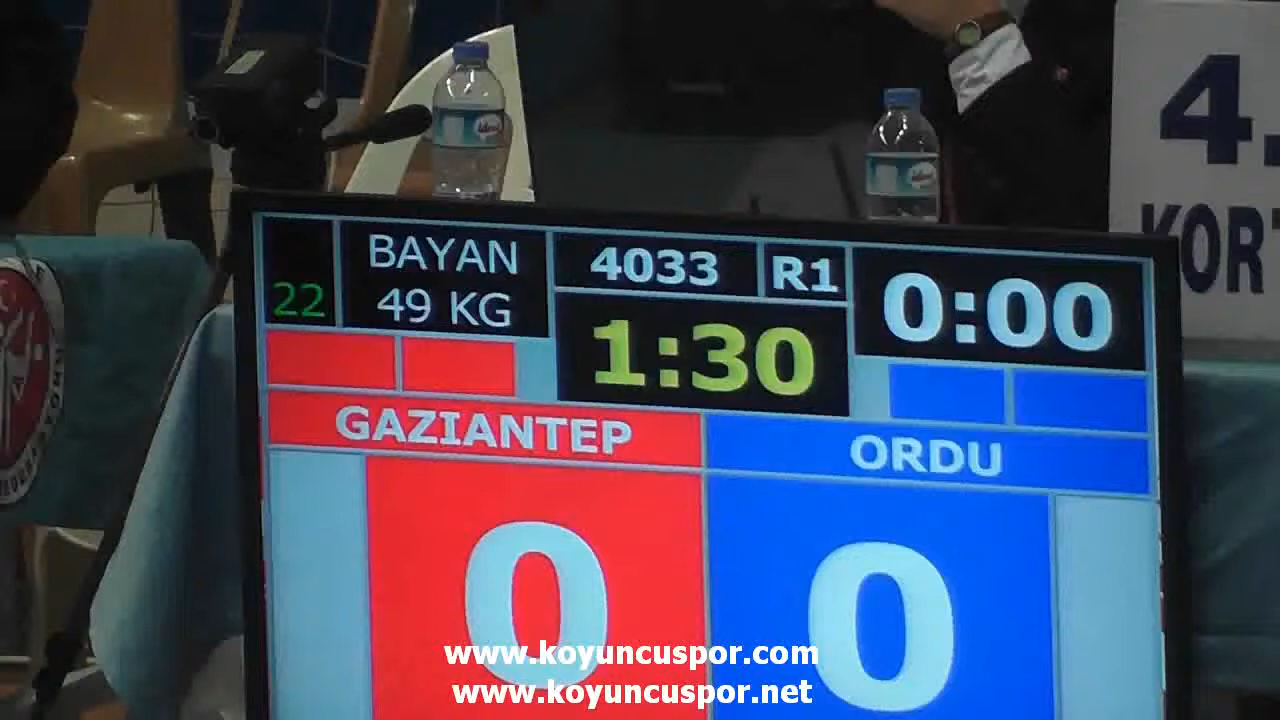 4.
KORT
22
BAYAN
49 KG
4033
R1
0:00
1:30
GAZIANTEP
ORDU
0
0
www.koyuncuspor.com
www.koyuncuspor.net